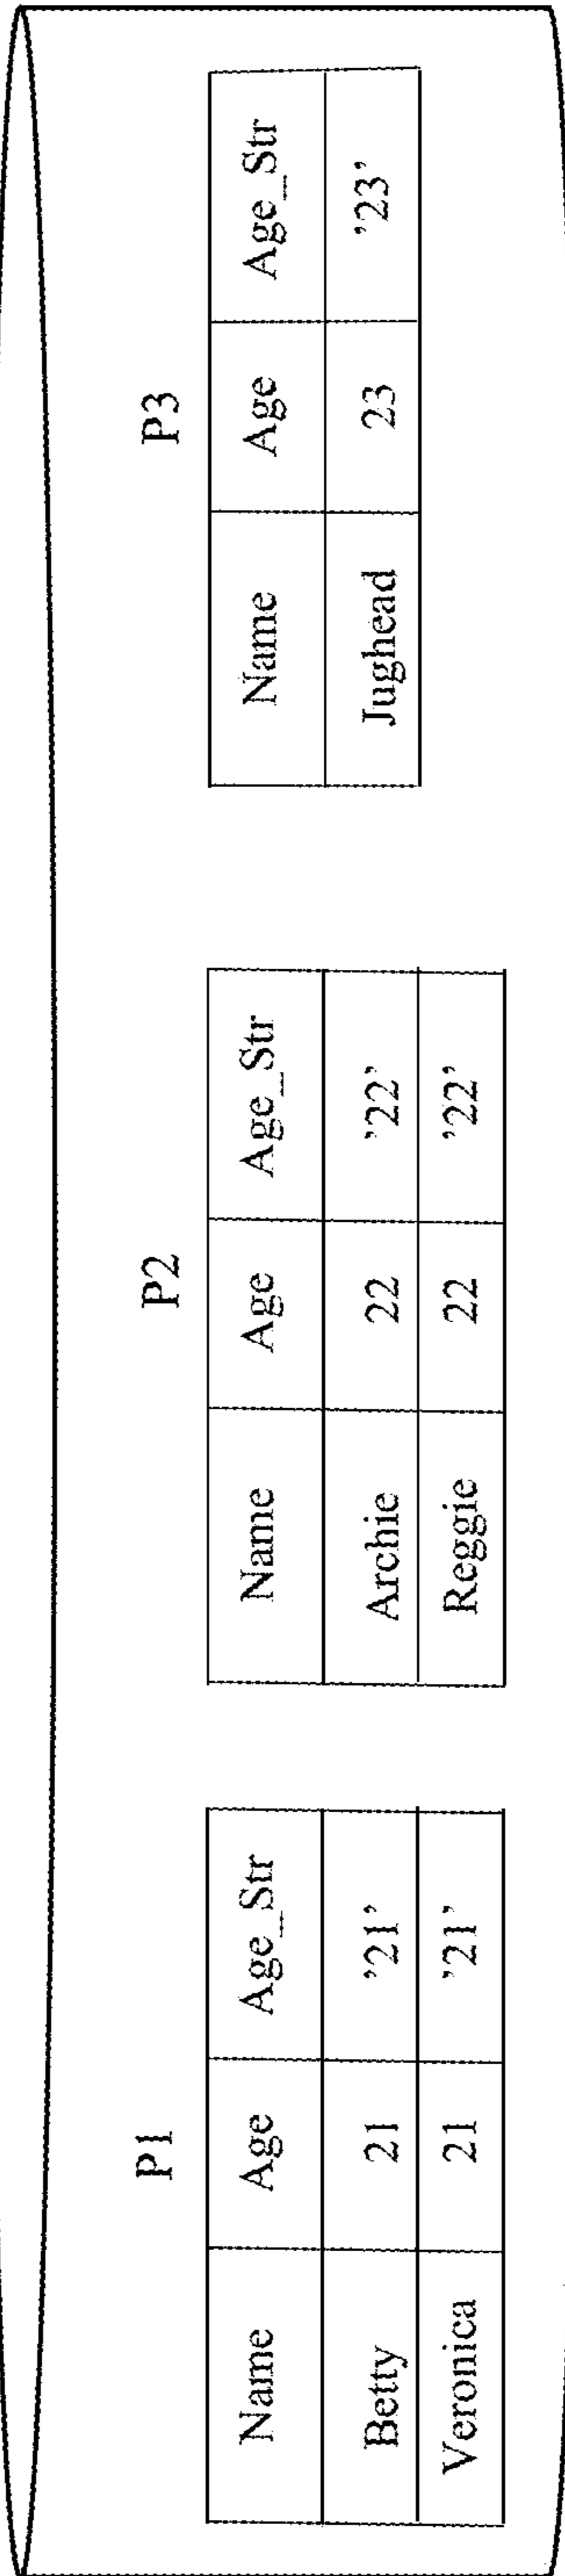 P1
Name Age Age_Str
Betty 21 ’21’
Veronica 21 ’21’
P2
Name Age Age_Str
Archie 22 ’22’
Reggie 22 ’22’
P3
Name Age Age_Str
Jughead 23 ’23’